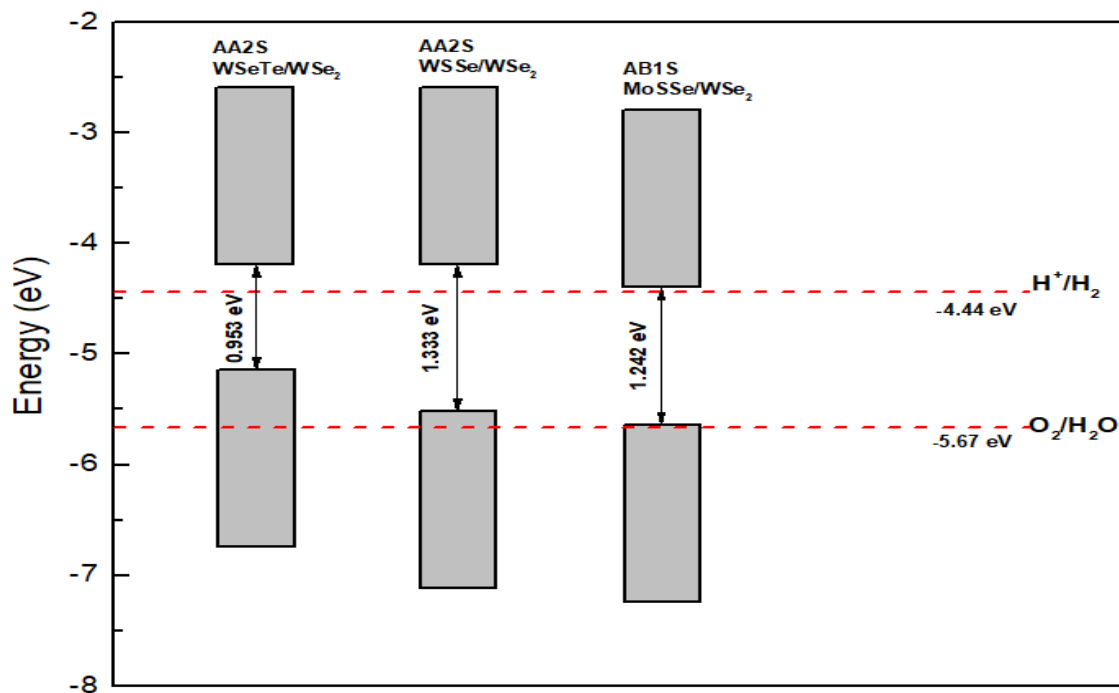 -2
-3
-4
-5
-6
-7
-8
Energy (eV)
AA2S
WSeTe/WSe₂
AA2S
WSSe/WSe₂
AB1S
MoSSe/WSe₂
0.953 eV
1.333 eV
1.242 eV
H⁺/H₂
-4.44 eV
O₂/H₂O
-5.67 eV